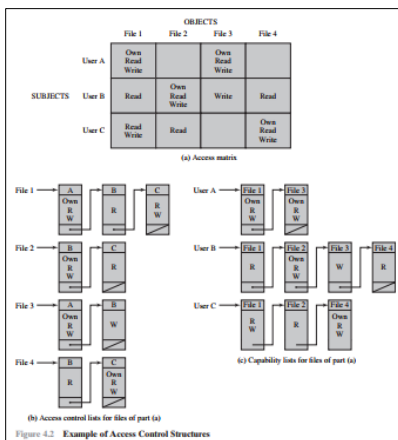 OBJECTS
File 1 File 2 File 3 File 4
User A
Own
Read
Write
Own
Read
Write
SUBJECTS User B
Read
Own
Read
Write
Write
Read
User C
Read
Write
Read
Own
Read
Write
(a) Access matrix
File 1
A
Own
R
W
B
R
C
R
W
File 2
B
Own
R
W
C
R
File 3
A
Own
R
W
B
W
File 4
B
R
C
Own
R
W
(b) Access control lists for files of part (a)
User A
File 1
Own
R
W
File 3
Own
R
W
User B
File 1
R
File 2
Own
R
W
File 3
W
File 4
R
User C
File 1
R
W
File 2
R
File 4
Own
R
W
(c) Capability lists for files of part (a)
Figure 4.2 Example of Access Control Structures